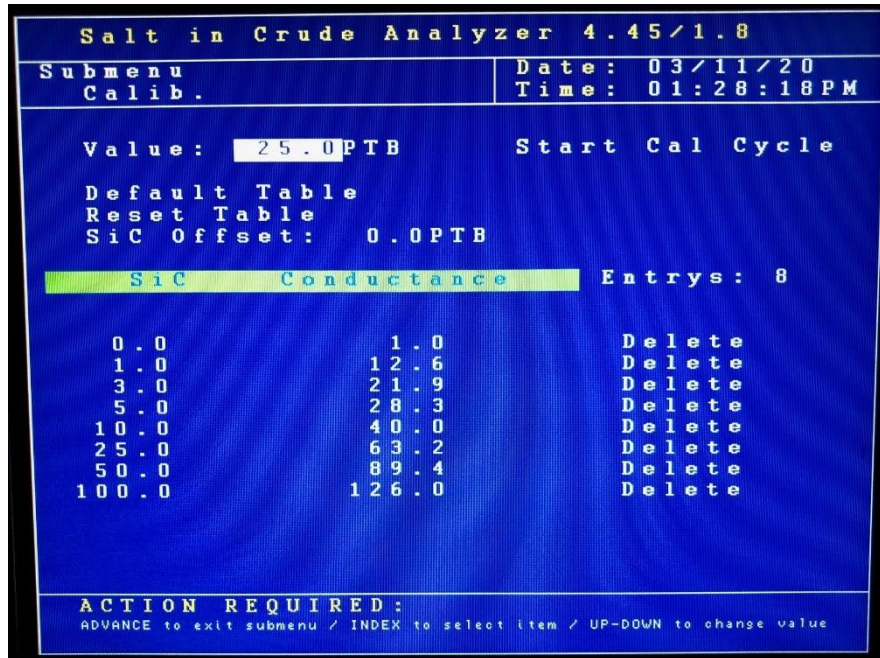 Salt in Crude Analyzer 4.45/1.8
Submenu
Calib.
Date: 03/11/20
Time: 01:28:18PM
Value: 25.0PTB
Start Cal Cycle
Default Table
Reset Table
SiC Offset: 0.0PTB
SiC Conductance Entrys: 8
0.0 1.0 Delete
1.0 12.6 Delete
3.0 21.9 Delete
5.0 28.3 Delete
10.0 40.0 Delete
25.0 63.2 Delete
50.0 89.4 Delete
100.0 126.0 Delete
ACTION REQUIRED:
ADVANCE to exit submenu / INDEX to select item / UP-DOWN to change value